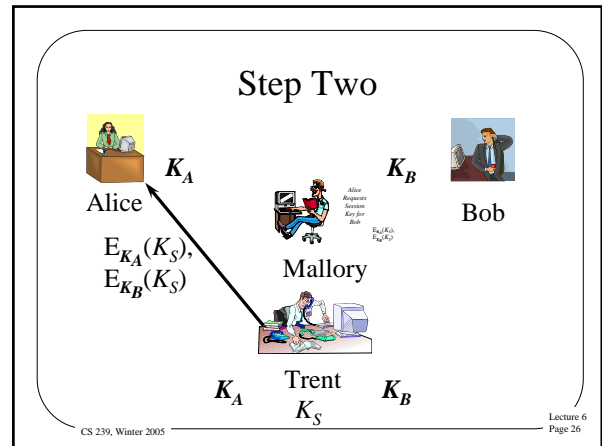 Step Two
K_A
K_B
Alice
Alice
Requests
Session
Key for
Bob
Bob
E_{K_A}(K_S),
E_{K_B}(K_S)
E_{K_A}(K_S),
E_{K_B}(K_S)
Mallory
K_A
Trent
K_B
K_S
CS 239, Winter 2005
Lecture 6
Page 26